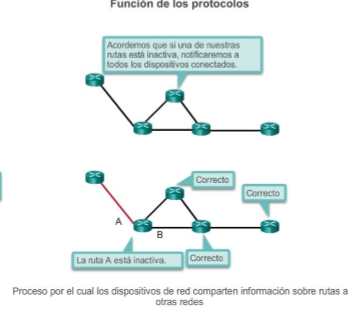 Función de los protocolos
Acordemos que si una de nuestras
rutas está inactiva, notificaremos a
todos los dispositivos conectados.
Correcto
Correcto
A
B
La ruta A está inactiva.
Correcto
Proceso por el cual los dispositivos de red comparten información sobre rutas a
otras redes